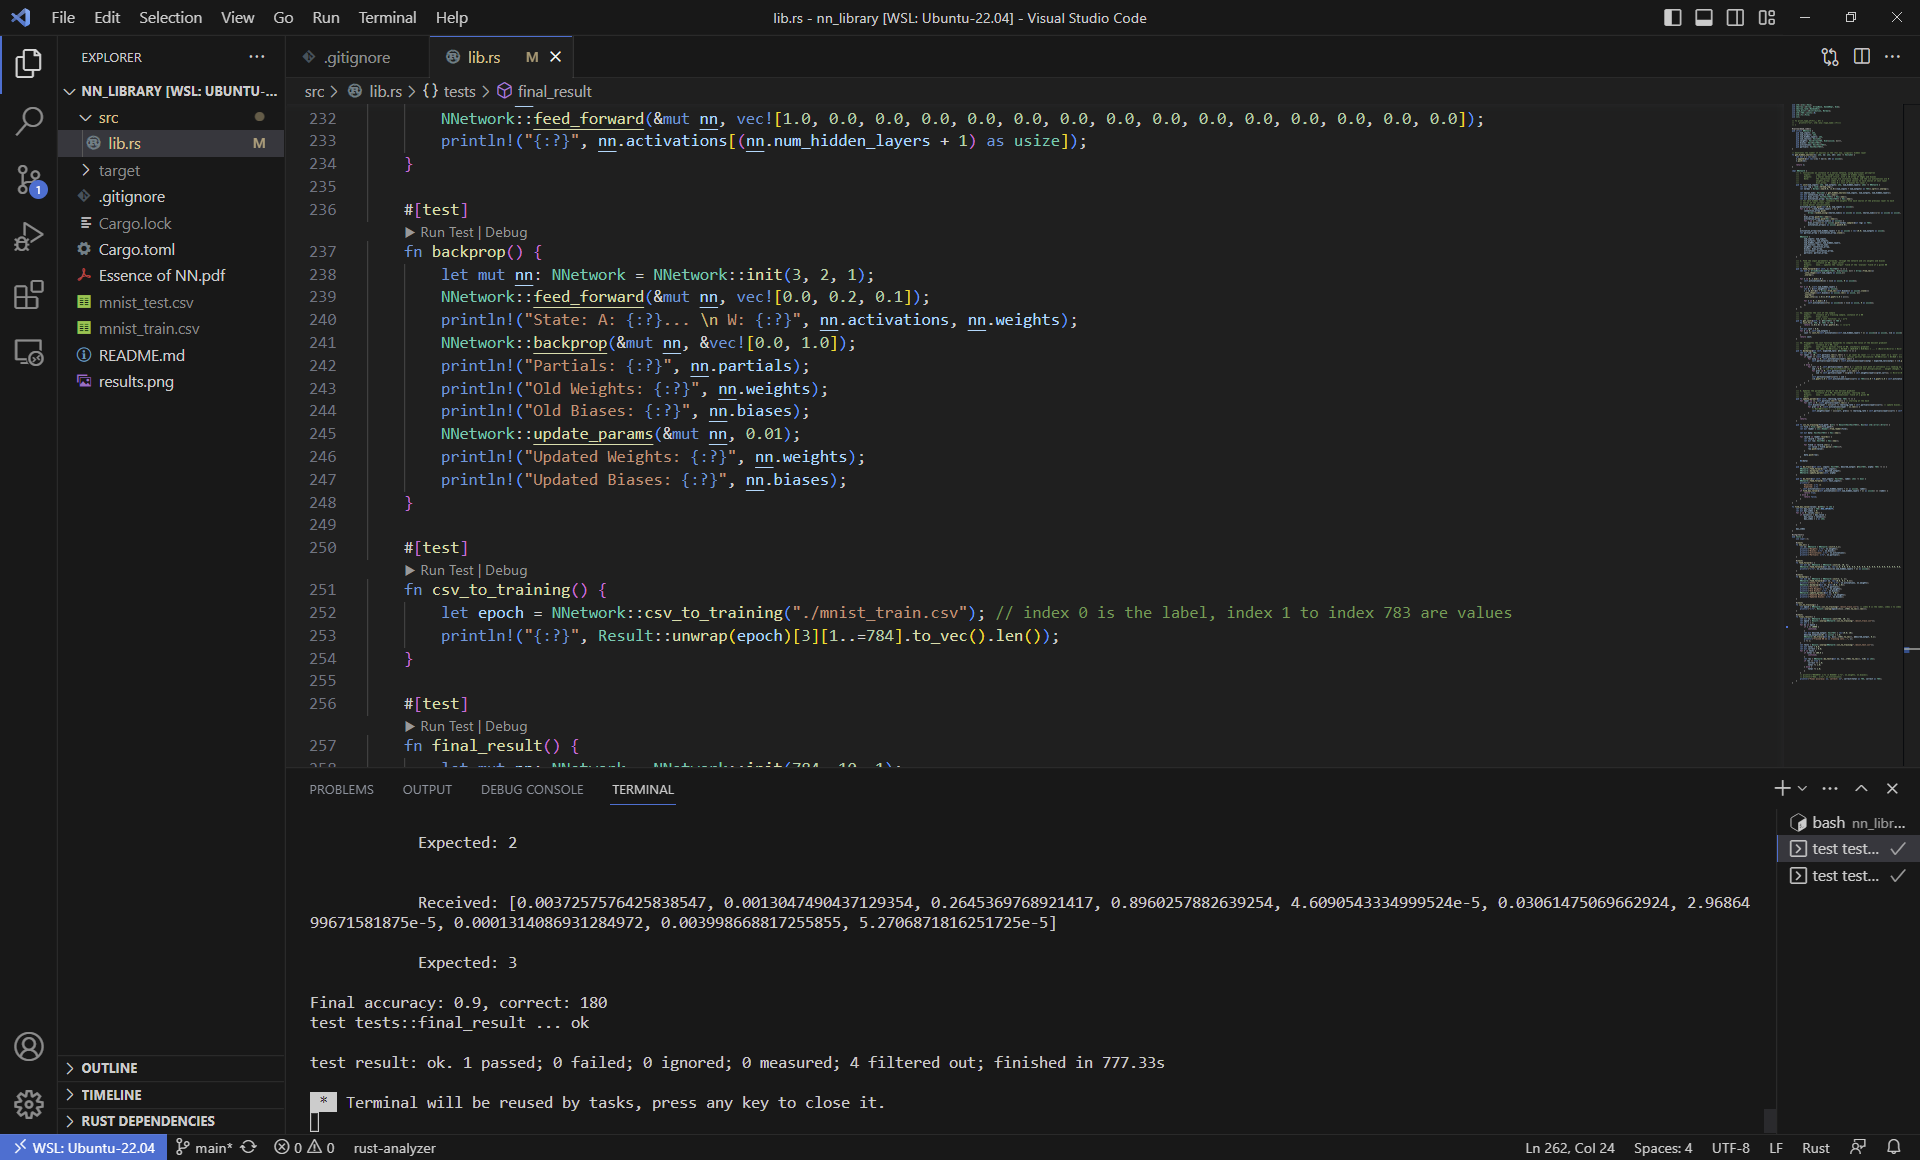 File Edit Selection View Go Run Terminal Help
lib.rs - nn_library [WSL: Ubuntu-22.04] - Visual Studio Code
EXPLORER
NN_LIBRARY [WSL: UBUNTU-...
src
lib.rs M
target
.gitignore
Cargo.lock
Cargo.toml
Essence of NN.pdf
mnist_test.csv
mnist_train.csv
README.md
results.png
OUTLINE
TIMELINE
RUST DEPENDENCIES
1
.gitignore
lib.rs M
src > lib.rs > {} tests > final_result
232 NNetwork::feed_forward(&mut nn, vec![1.0, 0.0, 0.0, 0.0, 0.0, 0.0, 0.0, 0.0, 0.0, 0.0, 0.0, 0.0, 0.0, 0.0, 0.0, 0.0]);
233 println!("{:?}", nn.activations[(nn.num_hidden_layers + 1) as usize]);
234 }
235
236 #[test]
▶ Run Test | Debug
237 fn backprop() {
238 let mut nn: NNetwork = NNetwork::init(3, 2, 1);
239 NNetwork::feed_forward(&mut nn, vec![0.0, 0.2, 0.1]);
240 println!("State: A: {:?}... \n W: {:?}", nn.activations, nn.weights);
241 NNetwork::backprop(&mut nn, &vec![0.0, 1.0]);
242 println!("Partials: {:?}", nn.partials);
243 println!("Old Weights: {:?}", nn.weights);
244 println!("Old Biases: {:?}", nn.biases);
245 NNetwork::update_params(&mut nn, 0.01);
246 println!("Updated Weights: {:?}", nn.weights);
247 println!("Updated Biases: {:?}", nn.biases);
248 }
249
250 #[test]
▶ Run Test | Debug
251 fn csv_to_training() {
252 let epoch = NNetwork::csv_to_training("./mnist_train.csv"); // index 0 is the label, index 1 to index 783 are values
253 println!("{:?}", Result::unwrap(epoch)[3][1..=784].to_vec().len());
254 }
255
256 #[test]
▶ Run Test | Debug
257 fn final_result() {
258 let mut nn: NNetwork = NNetwork::init(784, 10, 1);
PROBLEMS OUTPUT DEBUG CONSOLE TERMINAL
Expected: 2
Received: [0.0037257576425838547, 0.0013047490437129354, 0.2645369768921417, 0.8960257882639254, 4.6090543334999524e-5, 0.03061475069662924, 2.96864
99671581875e-5, 0.0001314086931284972, 0.003998668817255855, 5.2706871816251725e-5]
Expected: 3
Final accuracy: 0.9, correct: 180
test tests::final_result ... ok
test result: ok. 1 passed; 0 failed; 0 ignored; 0 measured; 4 filtered out; finished in 777.33s
* Terminal will be reused by tasks, press any key to close it.
bash nn_libr...
test test...
test test...
WSL: Ubuntu-22.04 main* 0 0 rust-analyzer
Ln 262, Col 24 Spaces: 4 UTF-8 LF Rust